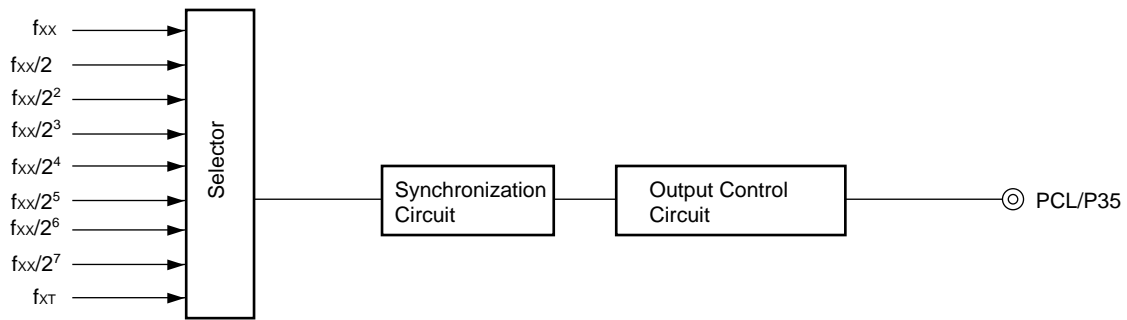 fXX
fXX/2
fXX/2²
fXX/2³
fXX/2⁴
fXX/2⁵
fXX/2⁶
fXX/2⁷
fXT
Selector
Synchronization
Circuit
Output Control
Circuit
PCL/P35